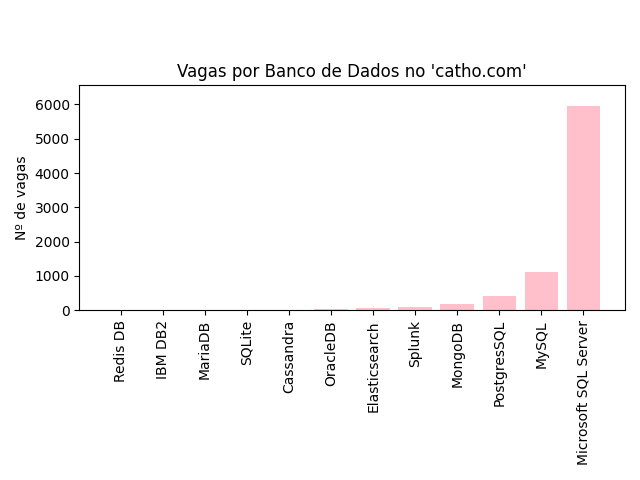 Vagas por Banco de Dados no 'catho.com'
Nº de vagas
6000
5000
4000
3000
2000
1000
0
Redis DB
IBM DB2
MariaDB
SQLite
Cassandra
OracleDB
Elasticsearch
Splunk
MongoDB
PostgresSQL
MySQL
Microsoft SQL Server